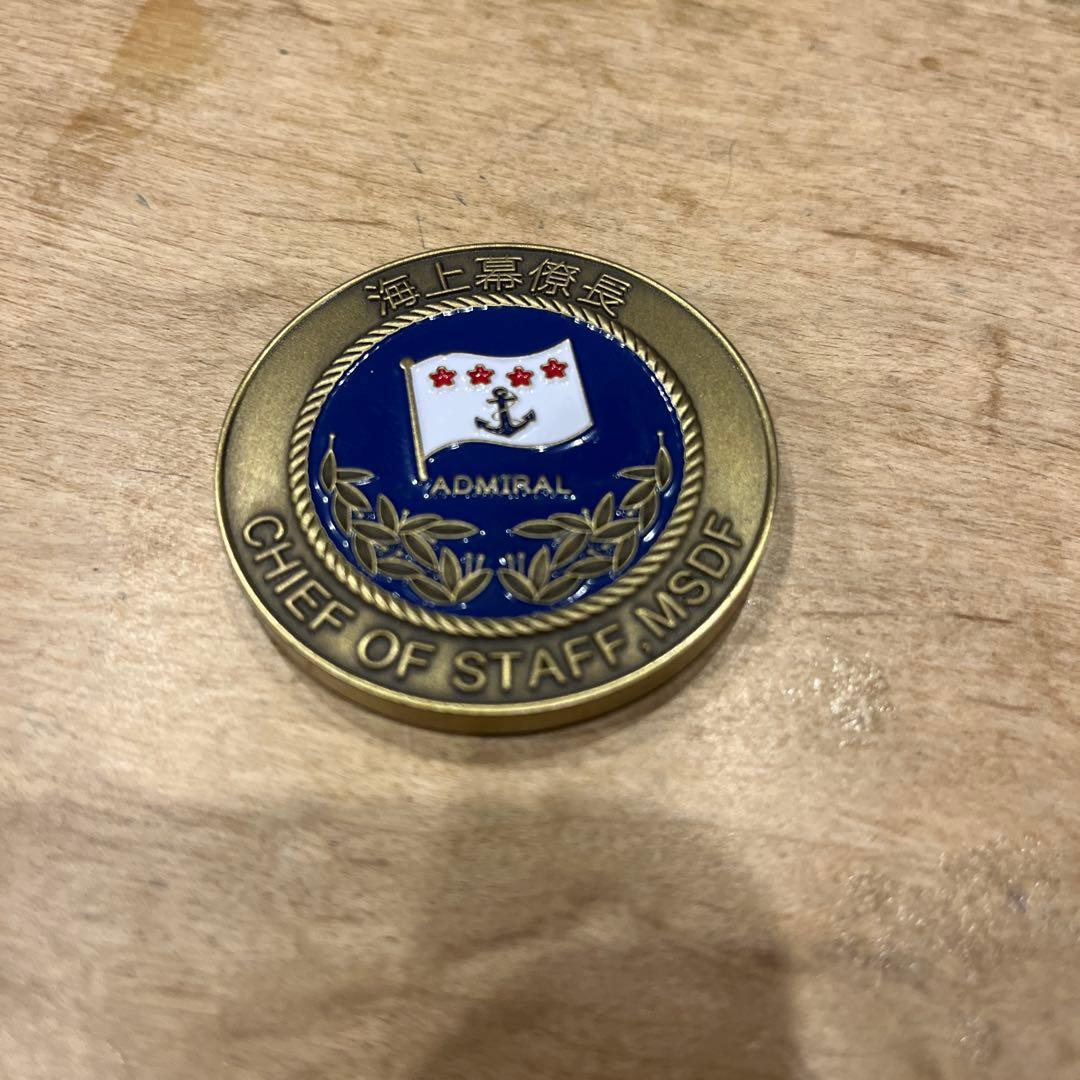 海上幕僚長
ADMIRAL
CHIEF OF STAFF, MSDF